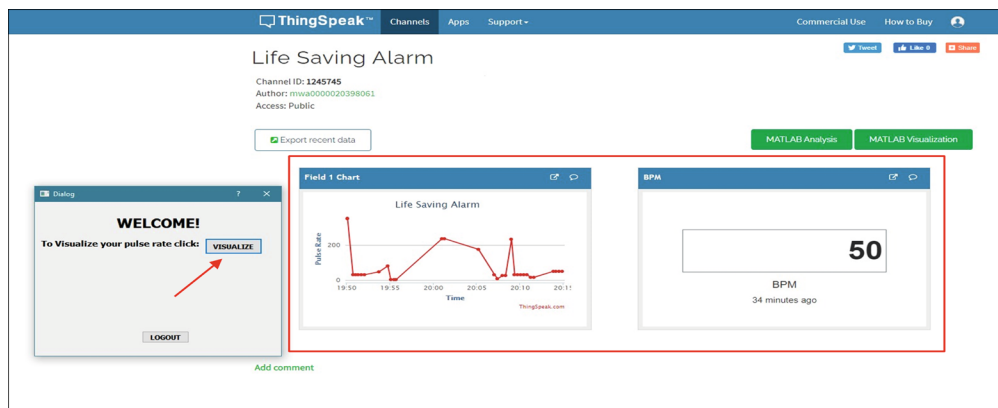 ThingSpeak™ Channels Apps Support Commercial Use How to Buy
Tweet Like 0 Share
Life Saving Alarm
Channel ID: 1245745
Author: mwa0000020398061
Access: Public
Export recent data MATLAB Analysis MATLAB Visualization
Dialog ? ×
WELCOME!
To Visualize your pulse rate click: VISUALIZE
LOGOUT
Field 1 Chart
Life Saving Alarm
Pulse Rate
200
0
19:50 19:55 20:00 20:05 20:10 20:1
Time
ThingSpeak.com
BPM
50
BPM
34 minutes ago
Add comment